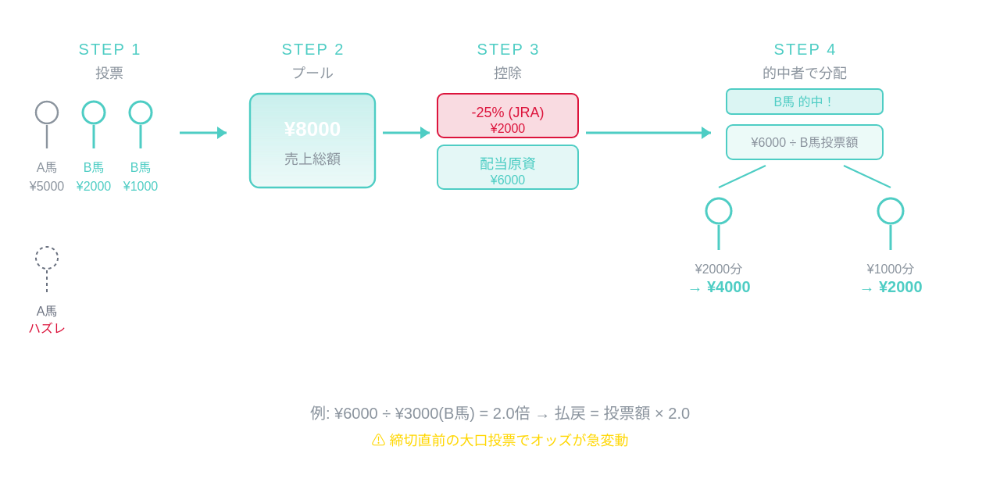 STEP 1
投票
A馬
¥5000
B馬
¥2000
B馬
¥1000
A馬
ハズレ
STEP 2
プール
¥8000
売上総額
STEP 3
控除
-25% (JRA)
¥2000
配当原資
¥6000
STEP 4
的中者で分配
B馬 的中！
¥6000 ÷ B馬投票額
¥2000分
→ ¥4000
¥1000分
→ ¥2000
例: ¥6000 ÷ ¥3000(B馬) = 2.0倍 → 払戻 = 投票額 × 2.0
⚠ 締切直前の大口投票でオッズが急変動